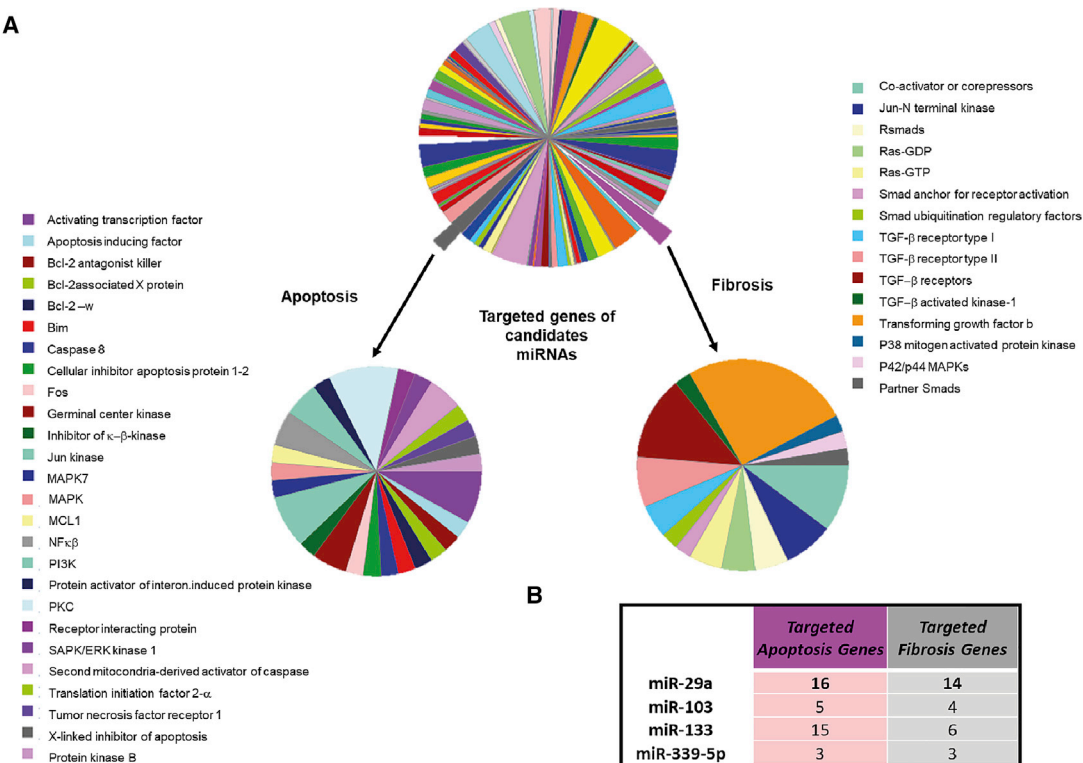 A
Co-activator or corepressors
Jun-N terminal kinase
Rsmads
Ras-GDP
Ras-GTP
Smad anchor for receptor activation
Smad ubiquitination regulatory factors
TGF-β receptor type I
TGF-β receptor type II
TGF-β receptors
TGF-β activated kinase-1
Transforming growth factor b
P38 mitogen activated protein kinase
P42/p44 MAPKs
Partner Smads
Activating transcription factor
Apoptosis inducing factor
Bcl-2 antagonist killer
Bcl-2associated X protein
Bcl-2 –w
Bim
Caspase 8
Cellular inhibitor apoptosis protein 1-2
Fos
Germinal center kinase
Inhibitor of κ–β-kinase
Jun kinase
MAPK7
MAPK
MCL1
NFκβ
PI3K
Protein activator of interon.induced protein kinase
PKC
Receptor interacting protein
SAPK/ERK kinase 1
Second mitocondria-derived activator of caspase
Translation initiation factor 2-α
Tumor necrosis factor receptor 1
X-linked inhibitor of apoptosis
Protein kinase B
Apoptosis
Targeted genes of
candidates
miRNAs
Fibrosis
B
Targeted Apoptosis Genes
Targeted Fibrosis Genes
miR-29a 16 14
miR-103 5 4
miR-133 15 6
miR-339-5p 3 3